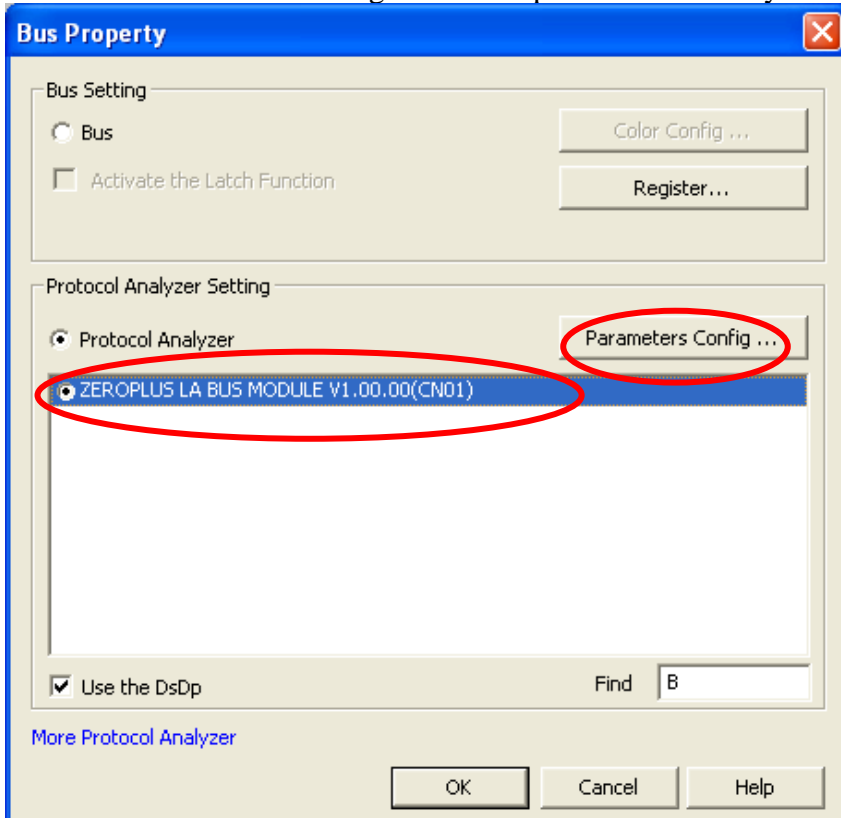 Bus Property
Bus Setting
Bus
Color Config ...
Activate the Latch Function
Register...
Protocol Analyzer Setting
Protocol Analyzer
Parameters Config ...
ZEROPLUS LA BUS MODULE V1.00.00(CN01)
Use the DsDp
Find B
More Protocol Analyzer
OK Cancel Help